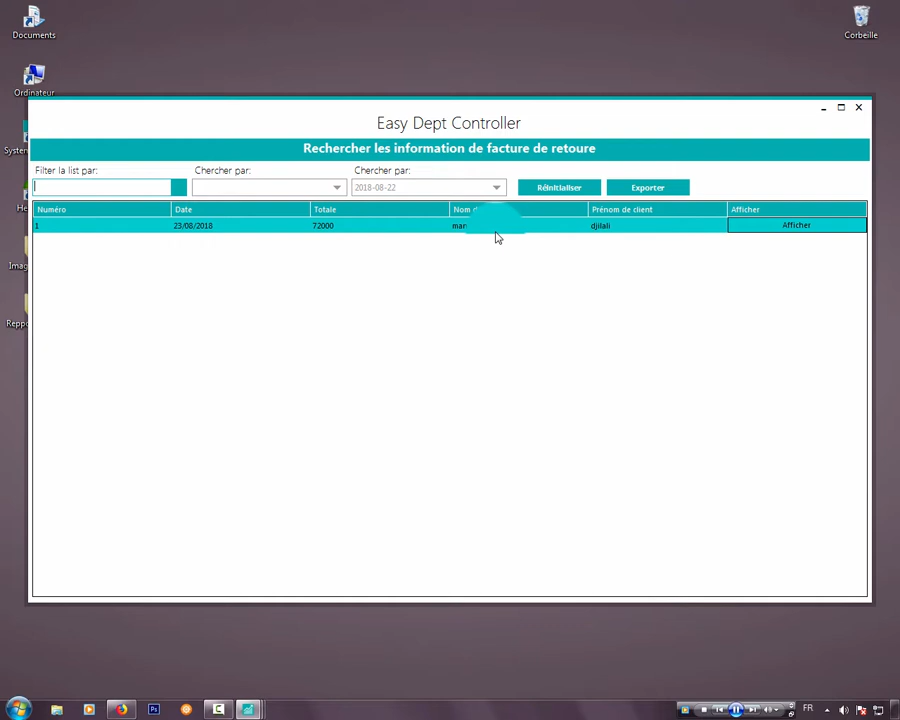 Documents
Corbeille
Ordinateur
Easy Dept Controller
Rechercher les information de facture de retoure
Filter la list par:
Chercher par:
Chercher par:
2018-08-22
Réinitialiser
Exporter
Numéro
Date
Totale
Nom
Prénom de client
Afficher
1
23/08/2018
72000
djilali
Afficher
Ps
FR